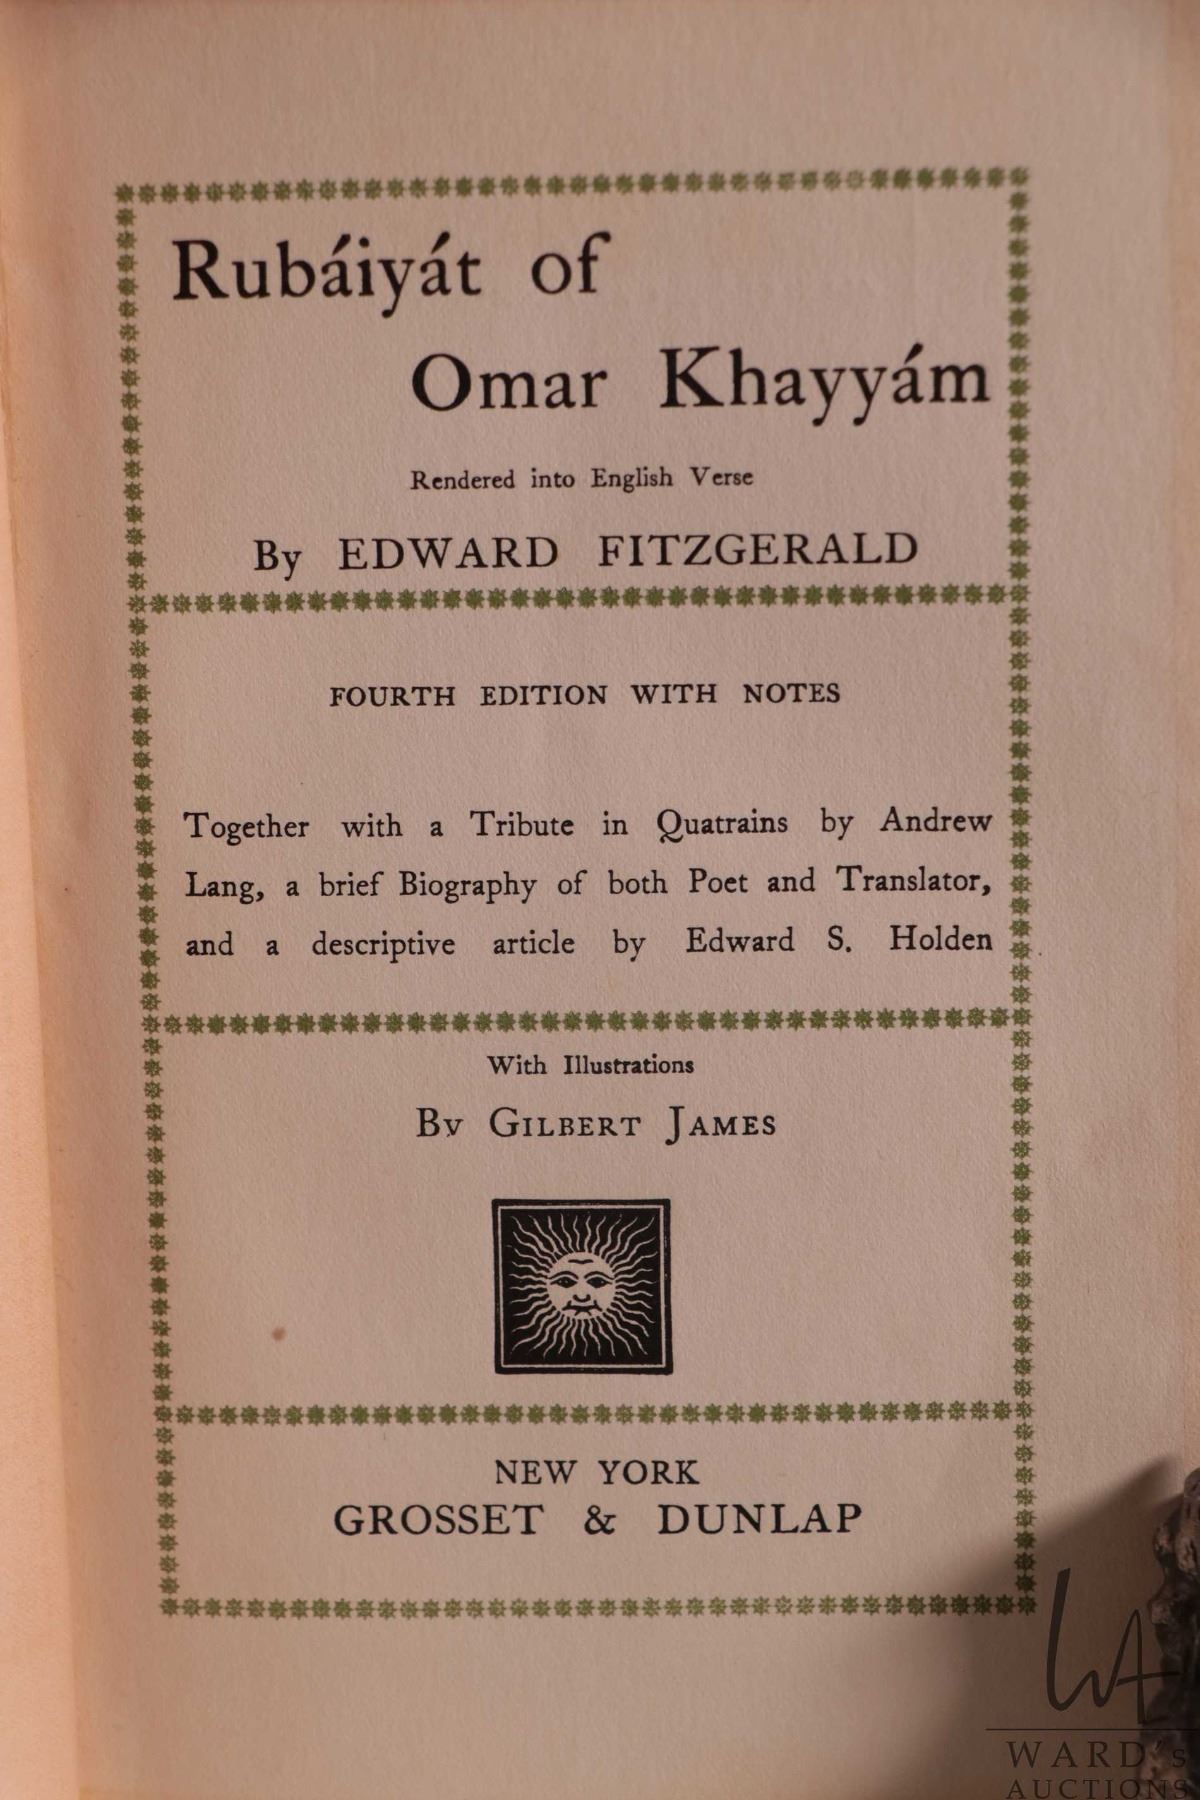 Rubáiyát of
Omar Khayyám
Rendered into English Verse
By EDWARD FITZGERALD
FOURTH EDITION WITH NOTES
Together with a Tribute in Quatrains by Andrew
Lang, a brief Biography of both Poet and Translator,
and a descriptive article by Edward S. Holden
With Illustrations
By GILBERT JAMES
NEW YORK
GROSSET & DUNLAP
WA
WARD's
AUCTIONS